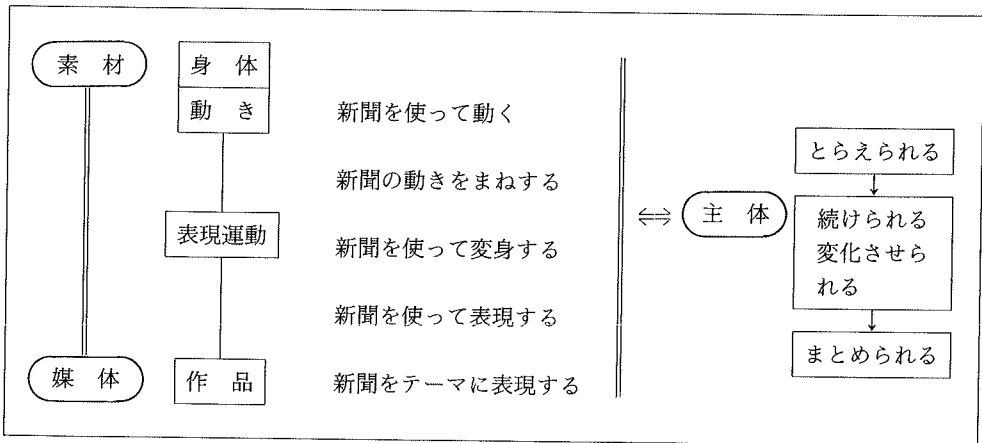 素材
身体
動き
新聞を使って動く
新聞の動きをまねする
表現運動
新聞を使って変身する
新聞を使って表現する
媒体
作品
新聞をテーマに表現する
主体
とらえられる
続けられる
変化させら
れる
まとめられる